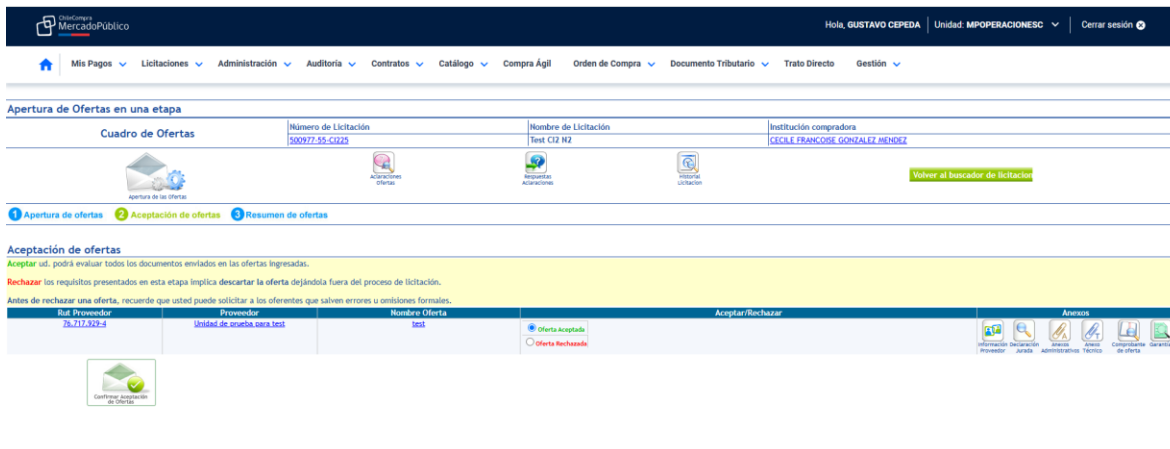 ChileCompra
MercadoPúblico
Hola, GUSTAVO CEPEDA
Unidad: MPOPERACIONESC
Cerrar sesión
Mis Pagos
Licitaciones
Administración
Auditoría
Contratos
Catálogo
Compra Ágil
Orden de Compra
Documento Tributario
Trato Directo
Gestión
Apertura de Ofertas en una etapa
Cuadro de Ofertas
Número de Licitación
500977-55-CI225
Nombre de Licitación
Test CI2 N2
Institución compradora
CECILE FRANCOISE GONZALEZ MENDEZ
Apertura de las Ofertas
Aclaraciones
Ofertas
Respuestas
Aclaraciones
Historial
Licitacion
Volver al buscador de licitacion
1 Apertura de ofertas
2 Aceptación de ofertas
3 Resumen de ofertas
Aceptación de ofertas
Aceptar ud. podrá evaluar todos los documentos enviados en las ofertas ingresadas.
Rechazar los requisitos presentados en esta etapa implica descartar la oferta dejándola fuera del proceso de licitación.
Antes de rechazar una oferta, recuerde que usted puede solicitar a los oferentes que salven errores u omisiones formales.
Rut Proveedor
Proveedor
Nombre Oferta
Aceptar/Rechazar
Anexos
76.717.929-4
Unidad de prueba para test
test
Oferta Aceptada
Oferta Rechazada
Información
Proveedor
Declaración
Jurada
Anexos
Administrativos
Anexo
Técnico
Comprobante
de oferta
Garantía
Confirmar Aceptación
de Ofertas